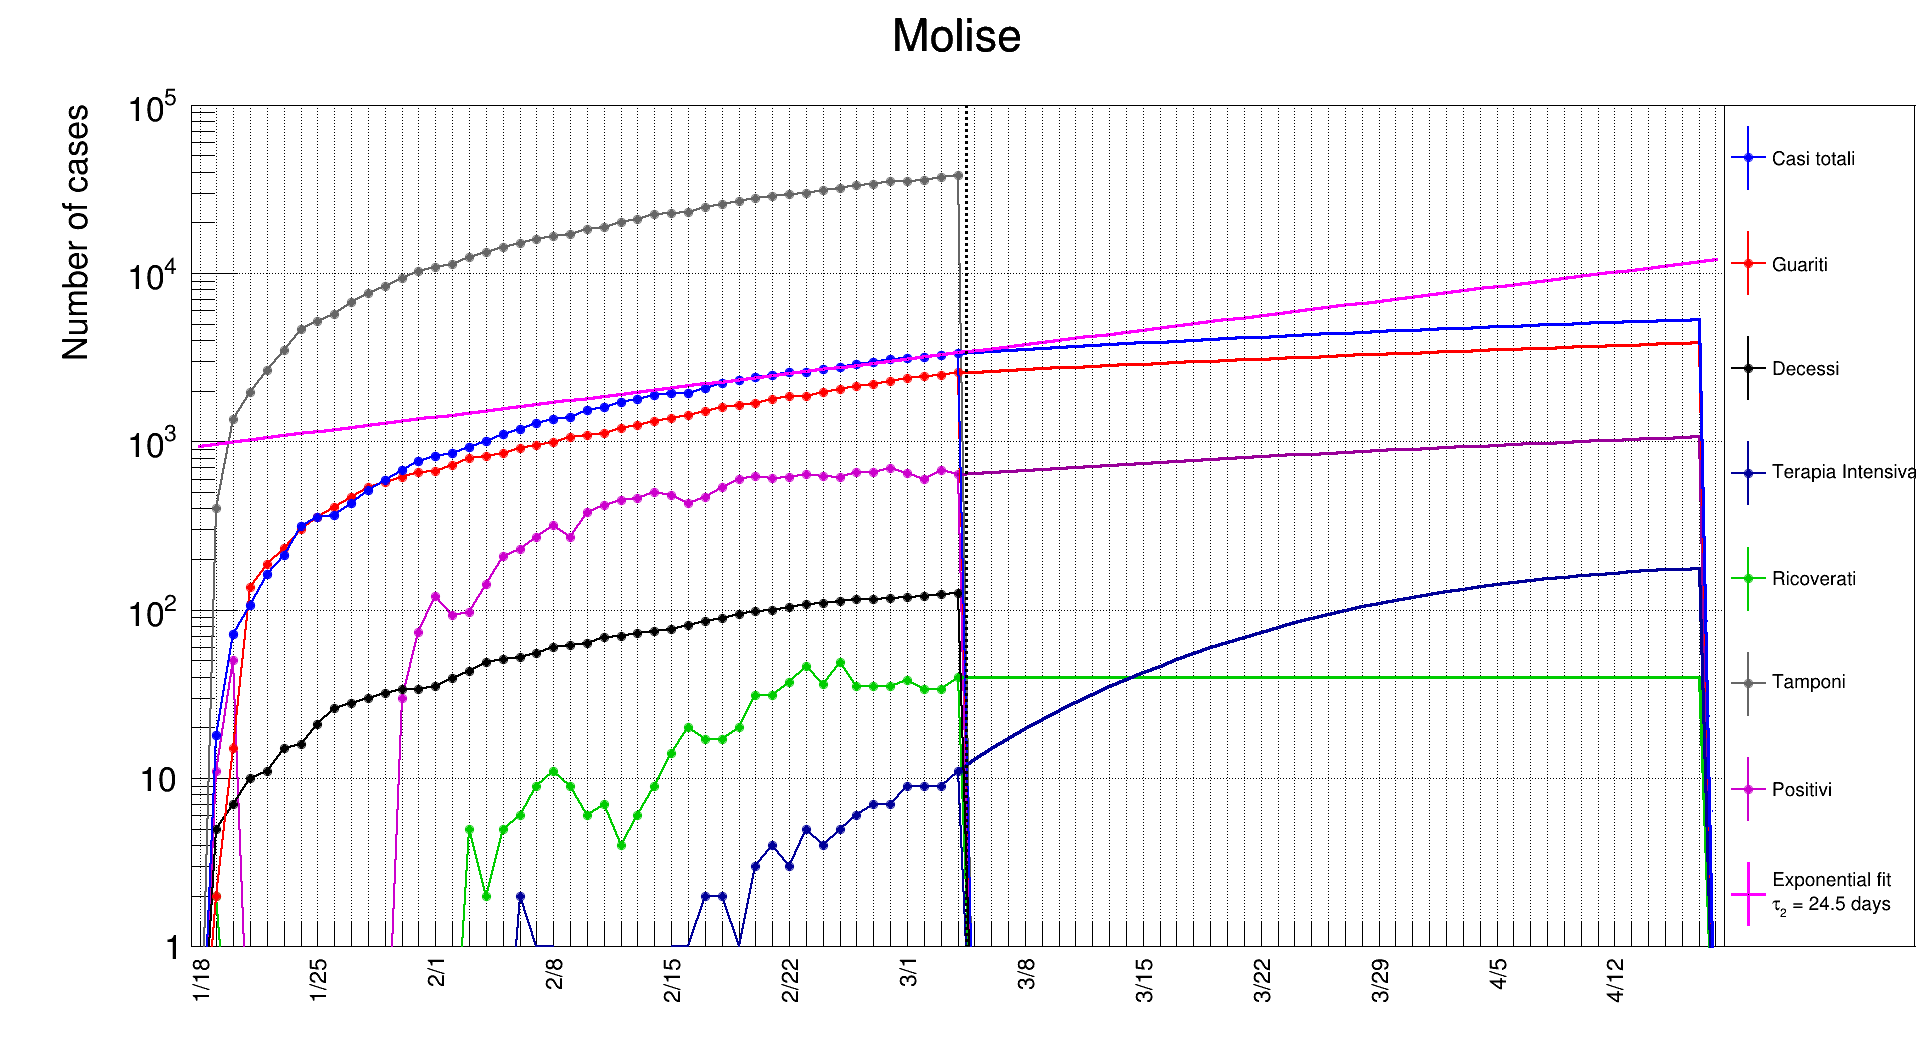 Molise
Number of cases
10^5
10^4
10^3
10^2
10
1
1/18
1/25
2/1
2/8
2/15
2/22
3/1
3/8
3/15
3/22
3/29
4/5
4/12
Casi totali
Guariti
Decessi
Terapia Intensiva
Ricoverati
Tamponi
Positivi
Exponential fit
τ₂ = 24.5 days